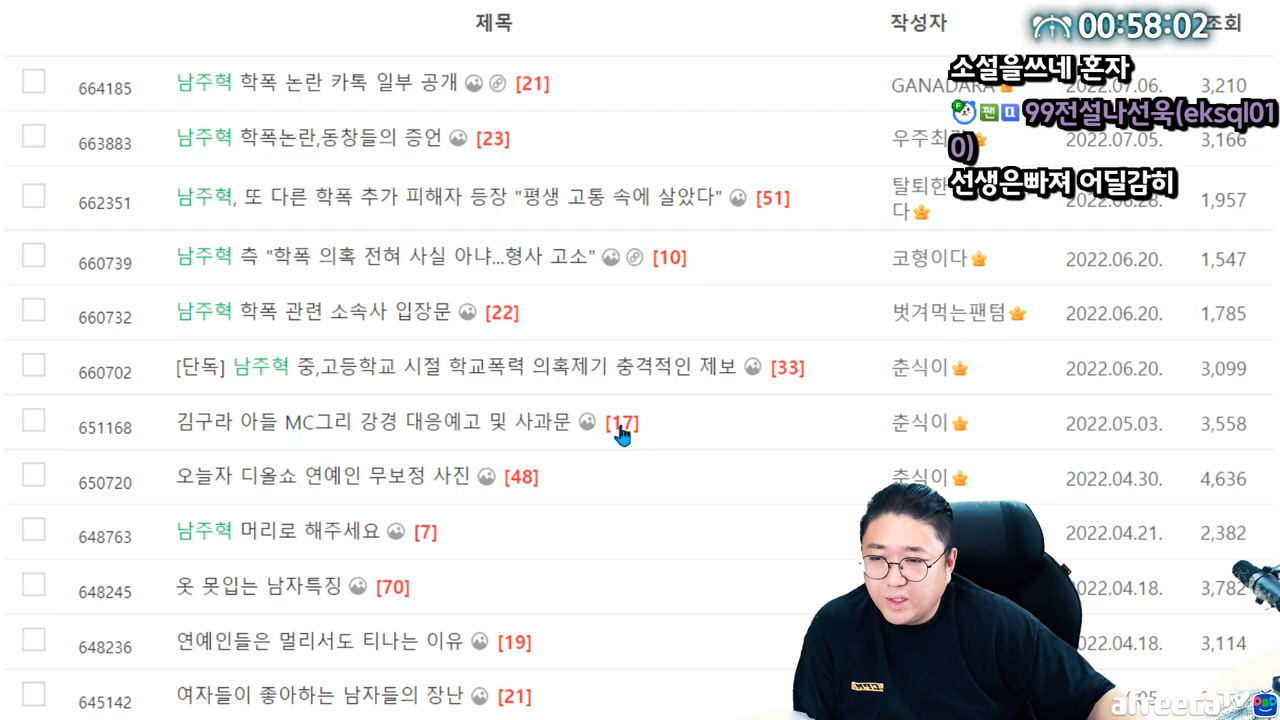 제목 작성자 조회
00:58:02
소설을쓰네 혼자
99전설나선욱(eksql01
0)
선생은빠져 어딜감히
664185 남주혁 학폭 논란 카톡 일부 공개 [21] GANADARA 2022.07.06. 3,210
663883 남주혁 학폭논란,동창들의 증언 [23] 2022.07.05. 3,166
662351 남주혁, 또 다른 학폭 추가 피해자 등장 "평생 고통 속에 살았다" [51] 탈퇴한 2022.06.28. 1,957
다
660739 남주혁 측 "학폭 의혹 전혀 사실 아냐...형사 고소" [10] 코형이다 2022.06.20. 1,547
660732 남주혁 학폭 관련 소속사 입장문 [22] 벗겨먹는팬텀 2022.06.20. 1,785
660702 [단독] 남주혁 중,고등학교 시절 학교폭력 의혹제기 충격적인 제보 [33] 춘식이 2022.06.20. 3,099
651168 김구라 아들 MC그리 강경 대응예고 및 사과문 [17] 춘식이 2022.05.03. 3,558
650720 오늘자 디올쇼 연예인 무보정 사진 [48] 춘식이 2022.04.30. 4,636
648763 남주혁 머리로 해주세요 [7] 2022.04.21. 2,382
648245 옷 못입는 남자특징 [70] 2022.04.18. 3,782
648236 연예인들은 멀리서도 티나는 이유 [19] 2022.04.18. 3,114
645142 여자들이 좋아하는 남자들의 장난 [21]
afreecaTV